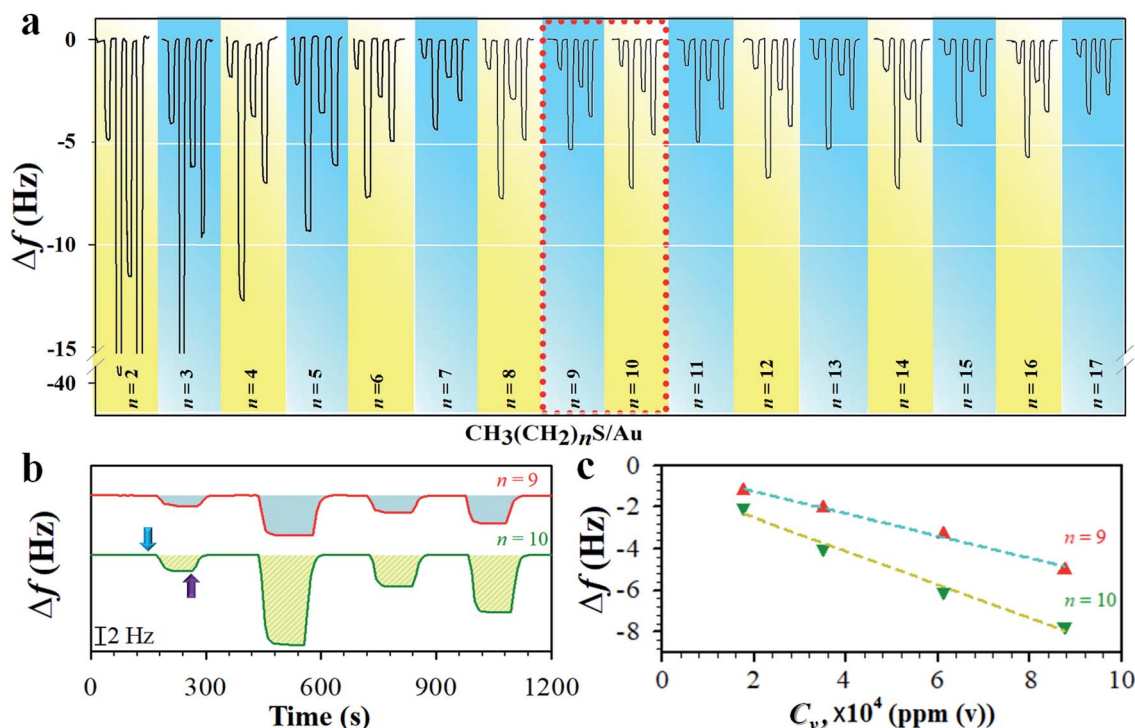 a
0
-5
-10
-15
-40
Δf (Hz)
n = 2
n = 3
n = 4
n = 5
n = 6
n = 7
n = 8
n = 9
n = 10
n = 11
n = 12
n = 13
n = 14
n = 15
n = 16
n = 17
CH3(CH2)nS/Au
b
n = 9
n = 10
Δf (Hz)
2 Hz
0 300 600 900 1200
Time (s)
c
0
-2
-4
-6
-8
Δf (Hz)
n = 9
n = 10
0 2 4 6 8 10
Cv, x10⁴ (ppm (v))